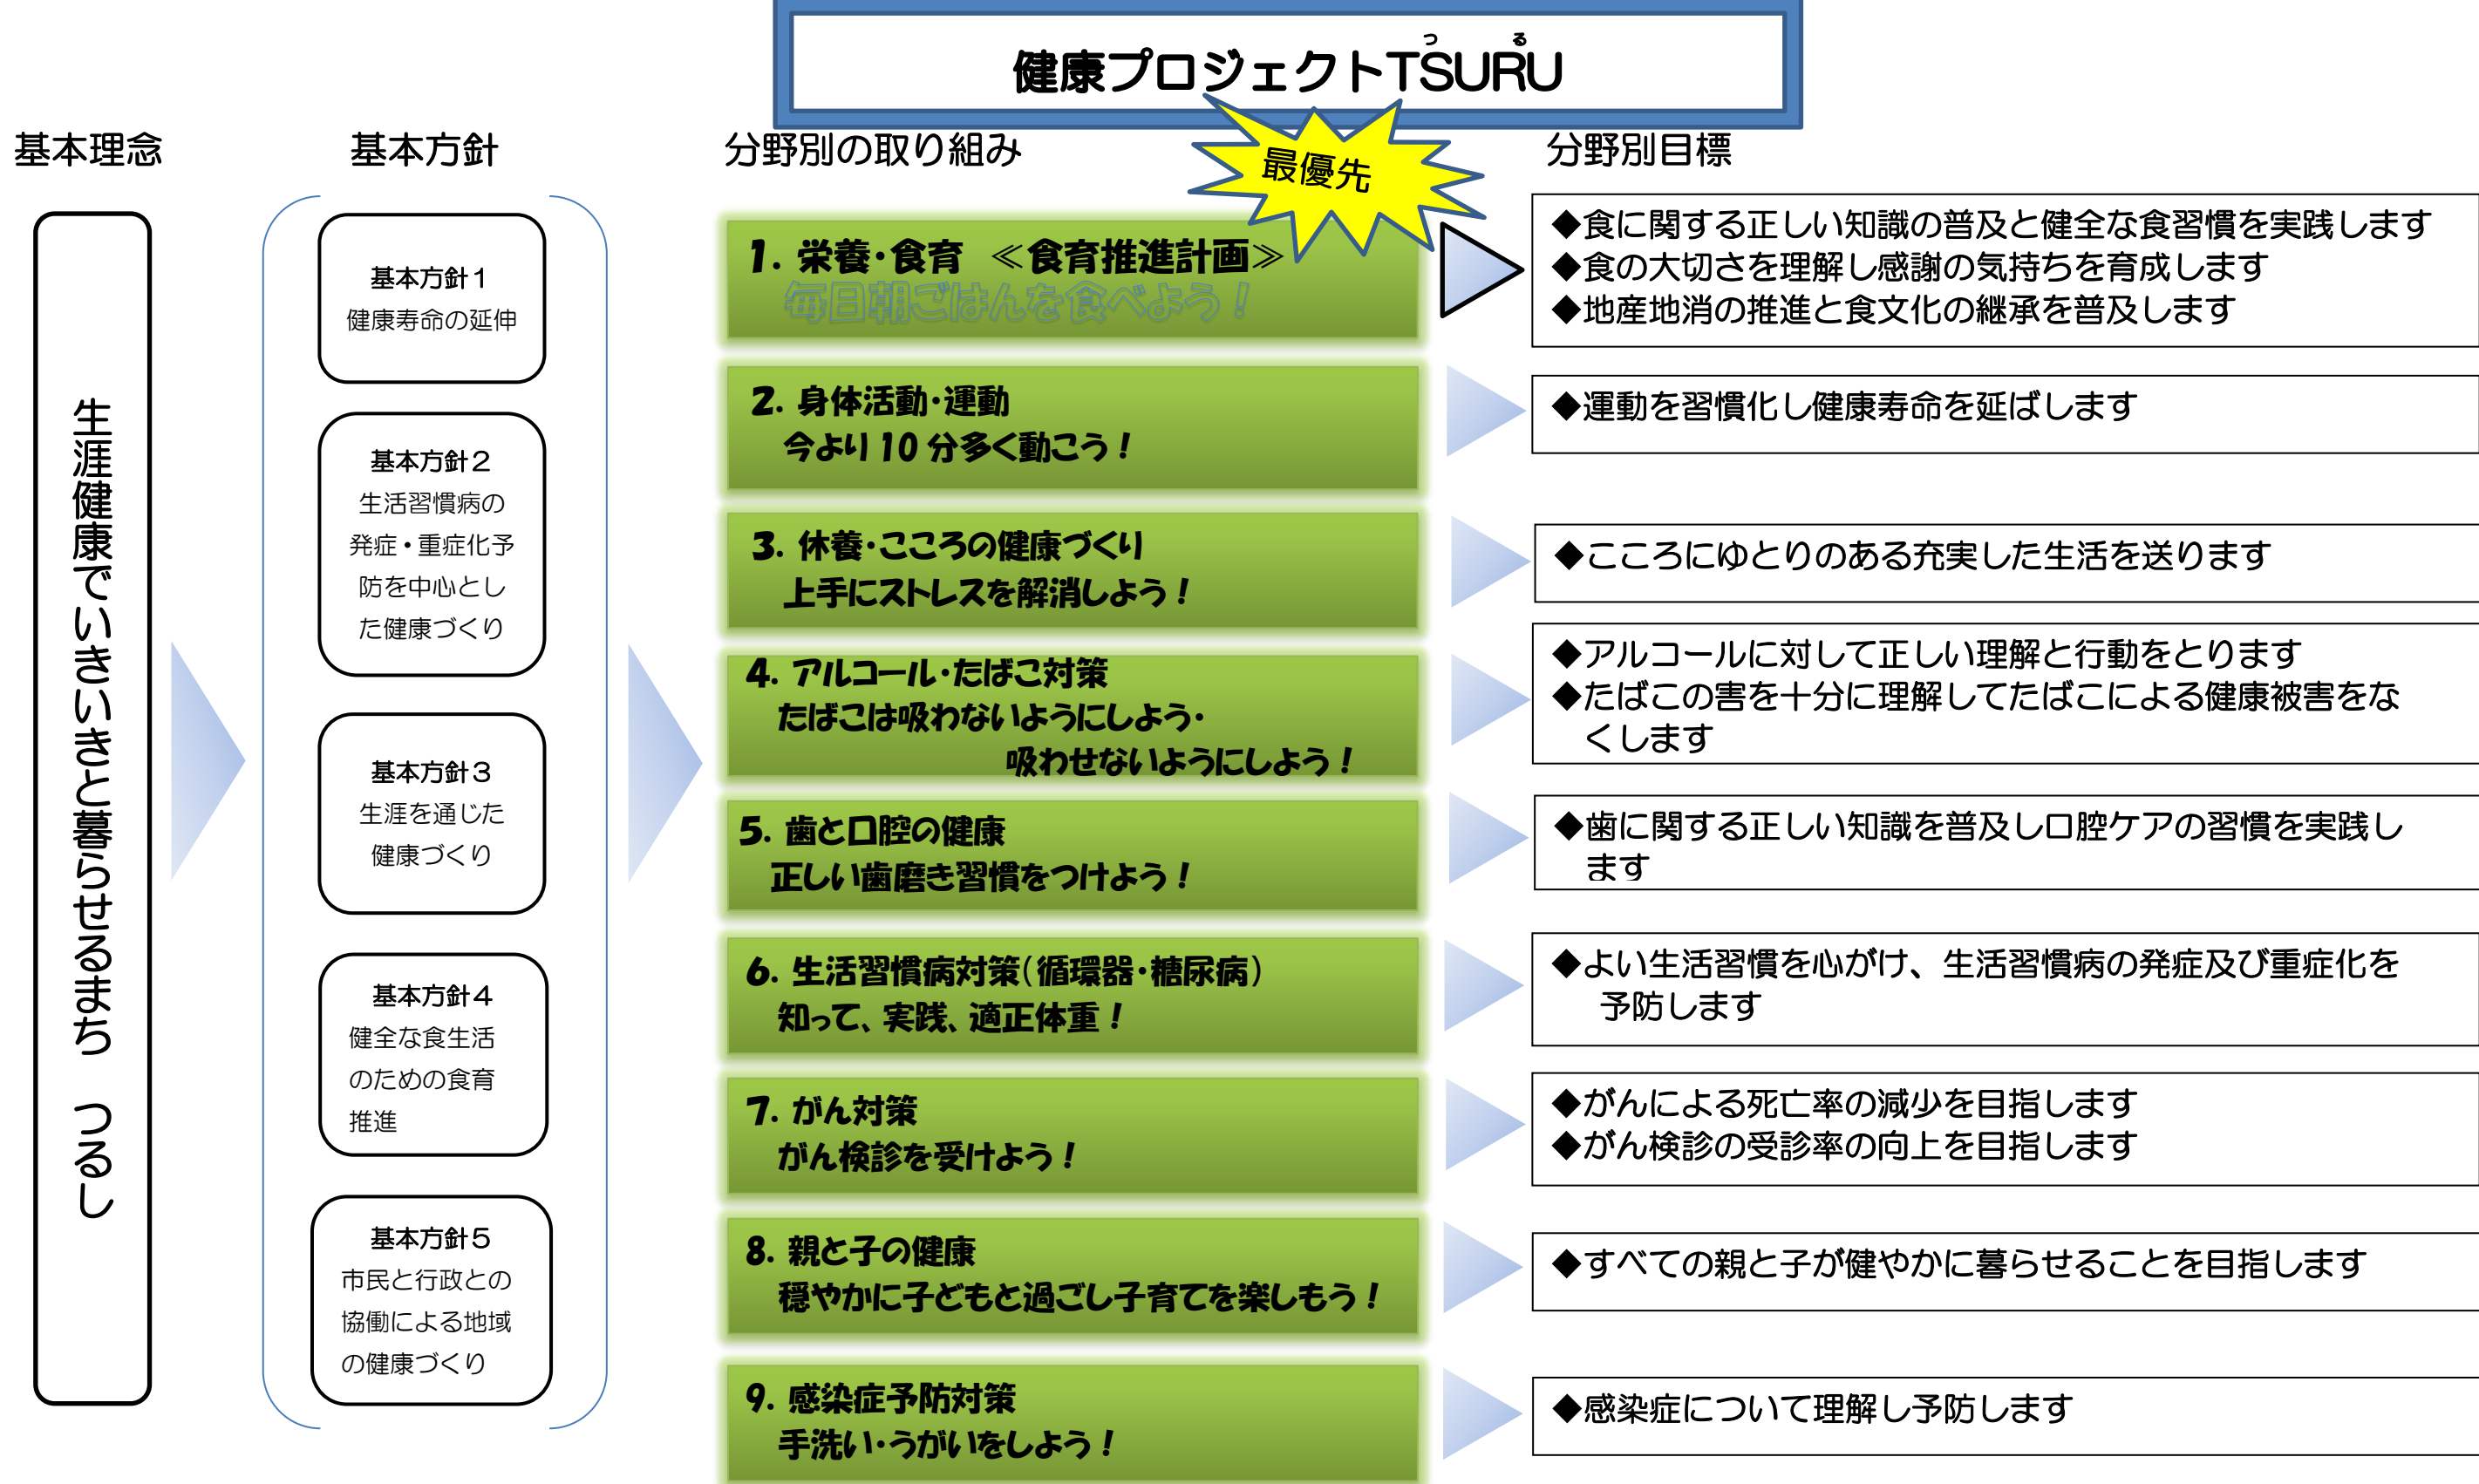 つる
健康プロジェクトTSURU
基本理念
基本方針
分野別の取り組み
最優先
分野別目標
生涯健康でいきいきと暮らせるまち　つるし
基本方針１
健康寿命の延伸
基本方針２
生活習慣病の
発症・重症化予
防を中心とし
た健康づくり
基本方針３
生涯を通じた
健康づくり
基本方針４
健全な食生活
のための食育
推進
基本方針５
市民と行政との
協働による地域
の健康づくり
1. 栄養・食育　≪食育推進計画≫
毎日朝ごはんを食べよう！
◆食に関する正しい知識の普及と健全な食習慣を実践します
◆食の大切さを理解し感謝の気持ちを育成します
◆地産地消の推進と食文化の継承を普及します
2. 身体活動・運動
今より10分多く動こう！
◆運動を習慣化し健康寿命を延ばします
3. 休養・こころの健康づくり
上手にストレスを解消しよう！
◆こころにゆとりのある充実した生活を送ります
4. アルコール・たばこ対策
たばこは吸わないようにしよう・
吸わせないようにしよう！
◆アルコールに対して正しい理解と行動をとります
◆たばこの害を十分に理解してたばこによる健康被害をな
くします
5. 歯と口腔の健康
正しい歯磨き習慣をつけよう！
◆歯に関する正しい知識を普及し口腔ケアの習慣を実践し
ます
6. 生活習慣病対策（循環器・糖尿病）
知って、実践、適正体重！
◆よい生活習慣を心がけ、生活習慣病の発症及び重症化を
予防します
7. がん対策
がん検診を受けよう！
◆がんによる死亡率の減少を目指します
◆がん検診の受診率の向上を目指します
8. 親と子の健康
穏やかに子どもと過ごし子育てを楽しもう！
◆すべての親と子が健やかに暮らせることを目指します
9. 感染症予防対策
手洗い・うがいをしよう！
◆感染症について理解し予防します